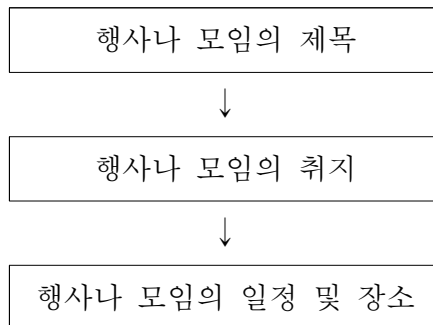 행사나 모임의 제목
↓
행사나 모임의 취지
↓
행사나 모임의 일정 및 장소